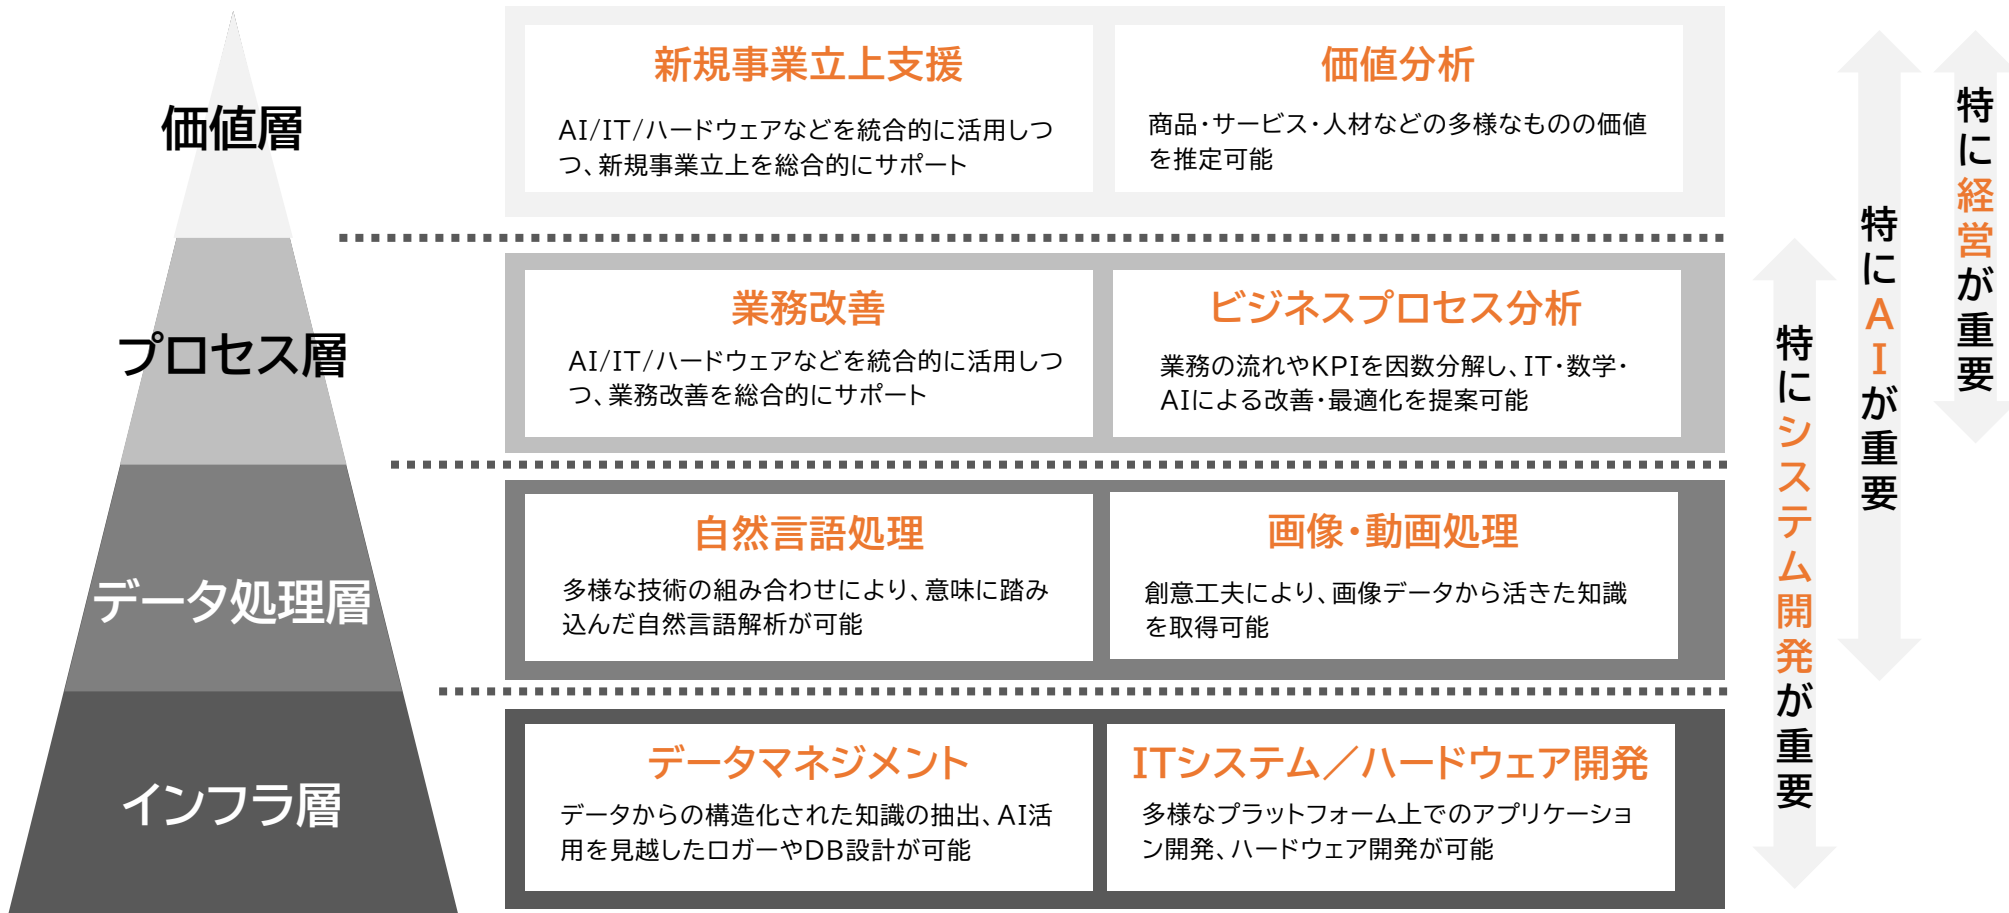 価値層
新規事業立上支援
AI/IT/ハードウェアなどを統合的に活用しつ
つ、新規事業立上を総合的にサポート
価値分析
商品・サービス・人材などの多様なものの価値
を推定可能
プロセス層
業務改善
AI/IT/ハードウェアなどを統合的に活用しつ
つ、業務改善を総合的にサポート
ビジネスプロセス分析
業務の流れやKPIを因数分解し、IT・数学・
AIによる改善・最適化を提案可能
データ処理層
自然言語処理
多様な技術の組み合わせにより、意味に踏み
込んだ自然言語解析が可能
画像・動画処理
創意工夫により、画像データから活きた知識
を取得可能
インフラ層
データマネジメント
データからの構造化された知識の抽出、AI活
用を見越したロガーやDB設計が可能
ITシステム／ハードウェア開発
多様なプラットフォーム上でのアプリケーショ
ン開発、ハードウェア開発が可能
特にシステム開発が重要
特にAIが重要
特に経営が重要